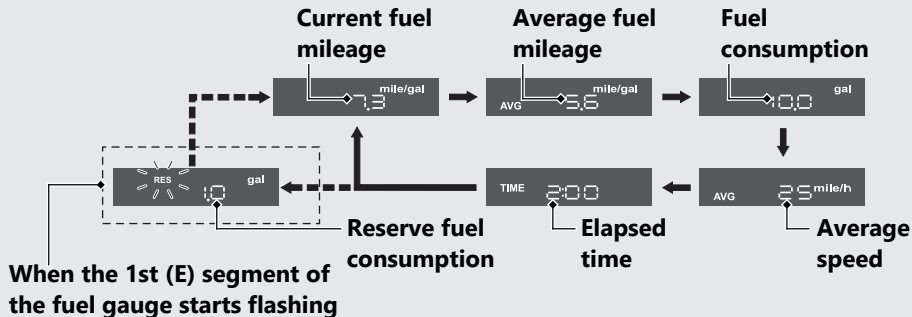 Current fuel
mileage
Average fuel
mileage
Fuel
consumption
7.3 mile/gal
AVG 5.6 mile/gal
10.0 gal
RES 1.0 gal
TIME 2:00
AVG 25 mile/h
Reserve fuel
consumption
Elapsed
time
Average
speed
When the 1st (E) segment of
the fuel gauge starts flashing